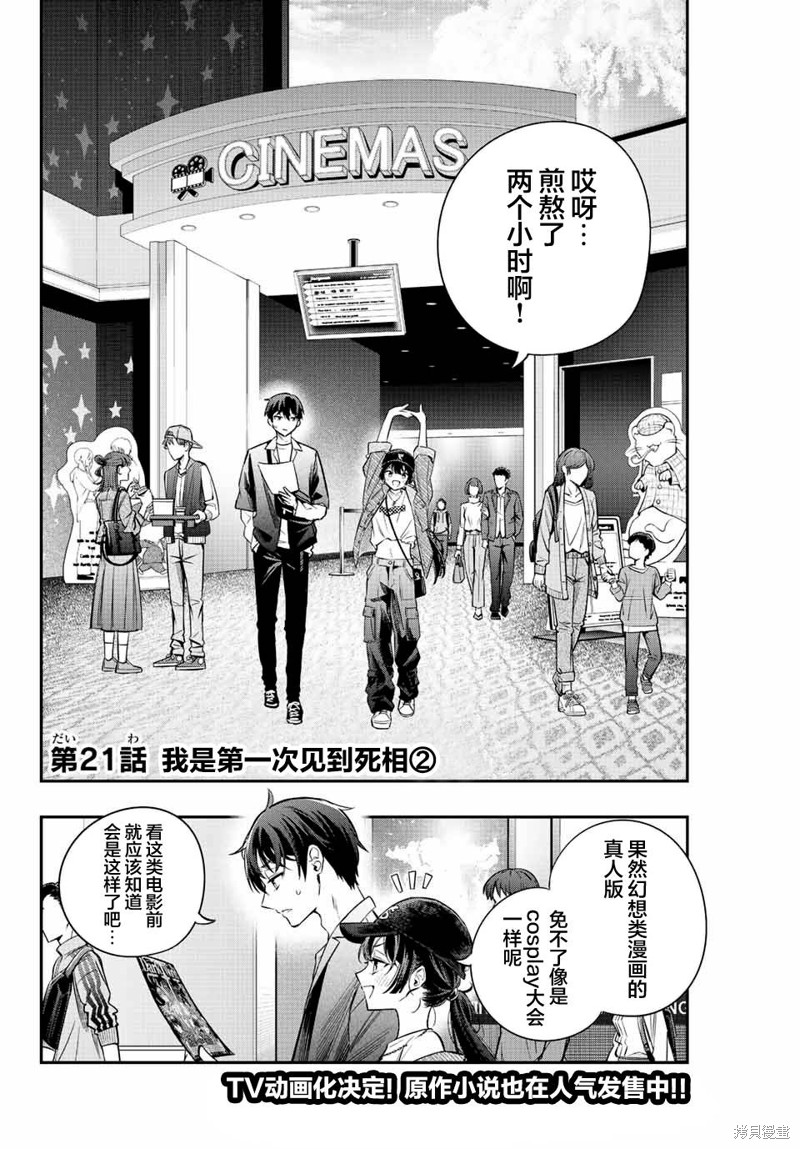 CINEMAS
哎呀…
煎熬了
两个小时啊！
だい わ
第21話 我是第一次见到死相②
果然幻想类漫画的
真人版
免不了像是
cosplay大会
一样呢
看这类电影前
就应该知道
会是这样了吧…
TV动画化决定! 原作小说也在人气发售中!!
拷貝漫畫